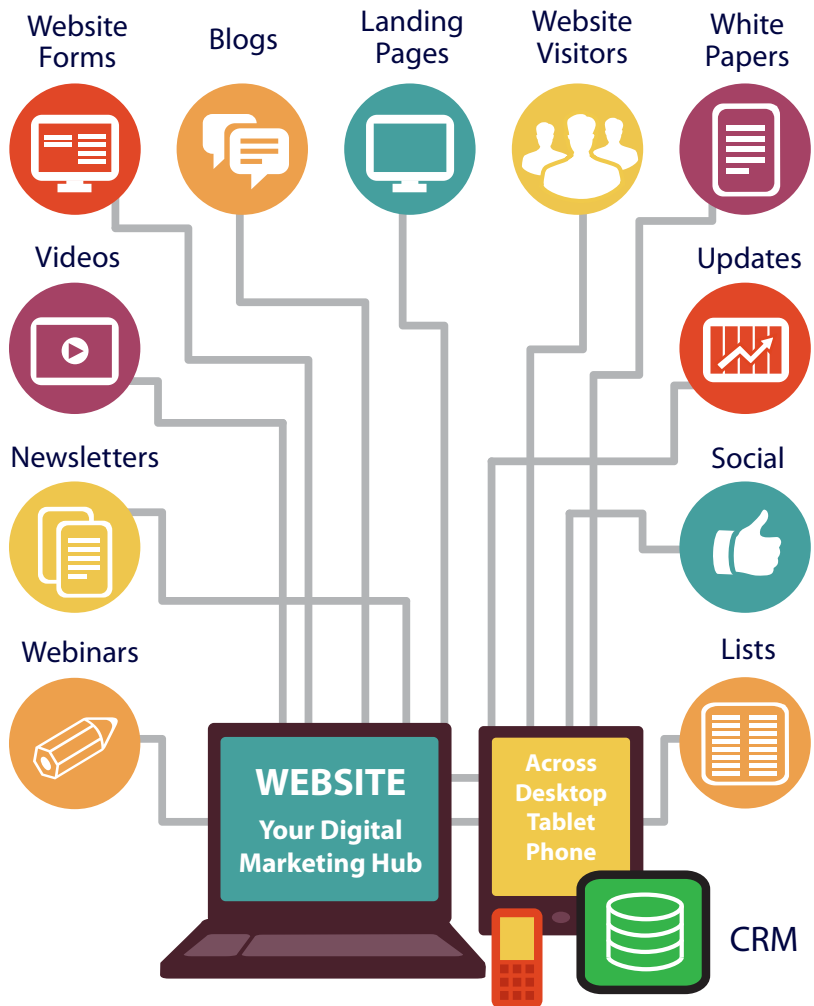 Website
Forms
Blogs
Landing
Pages
Website
Visitors
White
Papers
Videos
Updates
Newsletters
Social
Webinars
Lists
WEBSITE
Your Digital
Marketing Hub
Across
Desktop
Tablet
Phone
CRM